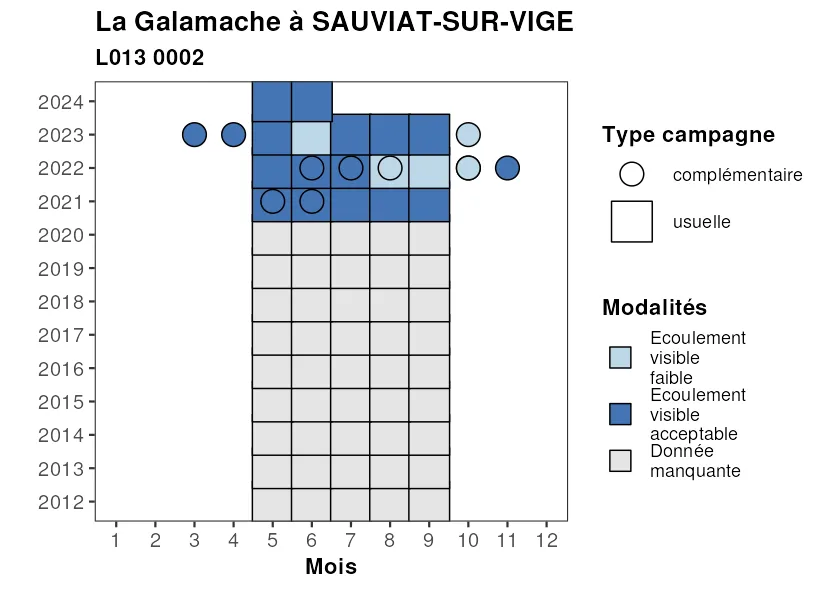 La Galamache à SAUVIAT-SUR-VIGE
L013 0002
2024
2023
2022
2021
2020
2019
2018
2017
2016
2015
2014
2013
2012
1 2 3 4 5 6 7 8 9 10 11 12
Mois
Type campagne
complémentaire
usuelle
Modalités
Ecoulement
visible
faible
Ecoulement
visible
acceptable
Donnée
manquante